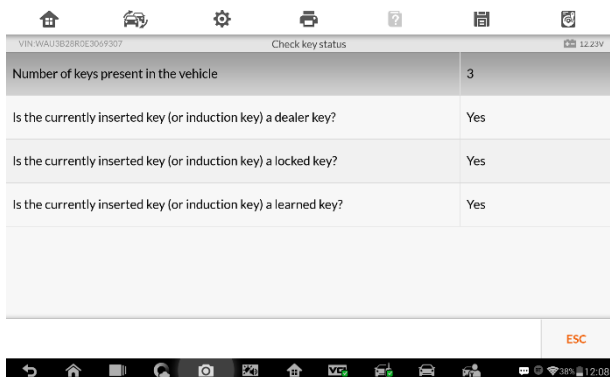 VIN:WAU3B28R0E3069307 Check key status 12.23V
Number of keys present in the vehicle 3
Is the currently inserted key (or induction key) a dealer key? Yes
Is the currently inserted key (or induction key) a locked key? Yes
Is the currently inserted key (or induction key) a learned key? Yes
ESC
38% 12:08